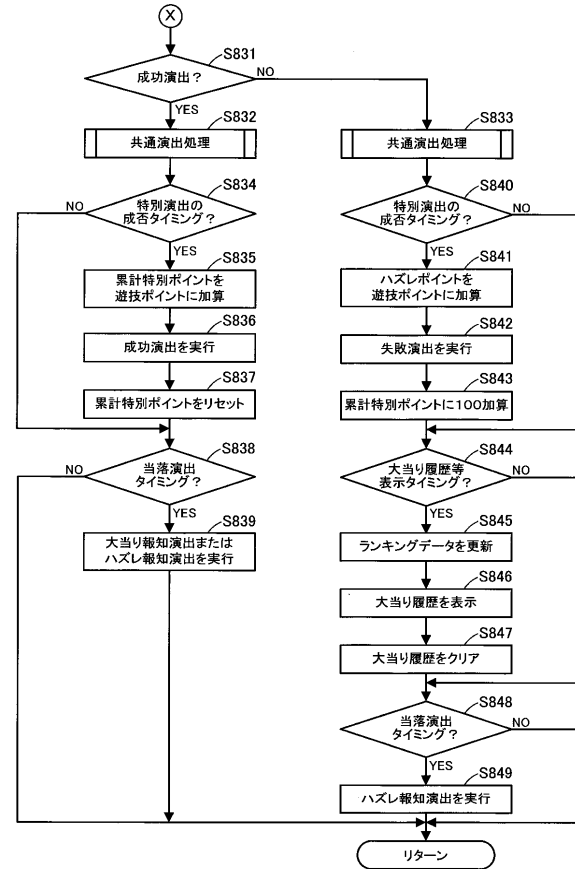 X
S831
成功演出？
NO
YES
S832
共通演出処理
S833
共通演出処理
S834
特別演出の
成否タイミング？
NO
YES
S835
累計特別ポイントを
遊技ポイントに加算
S836
成功演出を実行
S837
累計特別ポイントをリセット
S838
当落演出
タイミング？
NO
YES
S839
大当り報知演出または
ハズレ報知演出を実行
S840
特別演出の
成否タイミング？
NO
YES
S841
ハズレポイントを
遊技ポイントに加算
S842
失敗演出を実行
S843
累計特別ポイントに100加算
S844
大当り履歴等
表示タイミング？
NO
YES
S845
ランキングデータを更新
S846
大当り履歴を表示
S847
大当り履歴をクリア
S848
当落演出
タイミング？
NO
YES
S849
ハズレ報知演出を実行
リターン